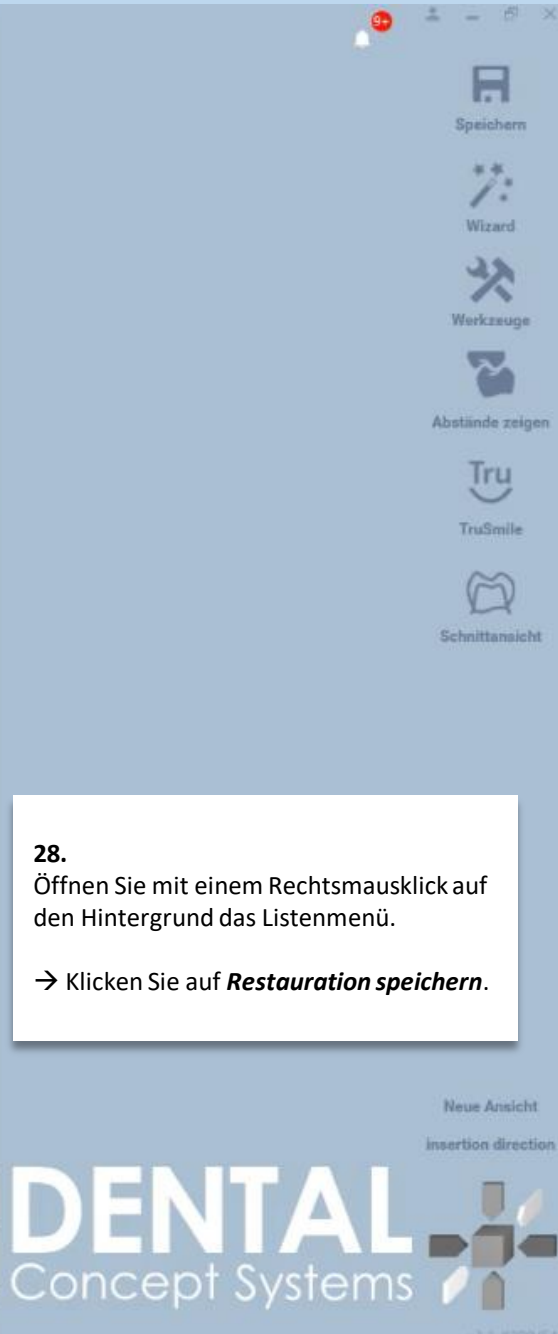 9+
Speichern
Wizard
Werkzeuge
Abstände zeigen
Tru
TruSmile
Schnittansicht
28.
Öffnen Sie mit einem Rechtsmausklick auf
den Hintergrund das Listenmenü.
→ Klicken Sie auf Restauration speichern.
Neue Ansicht
insertion direction
DENTAL
Concept Systems